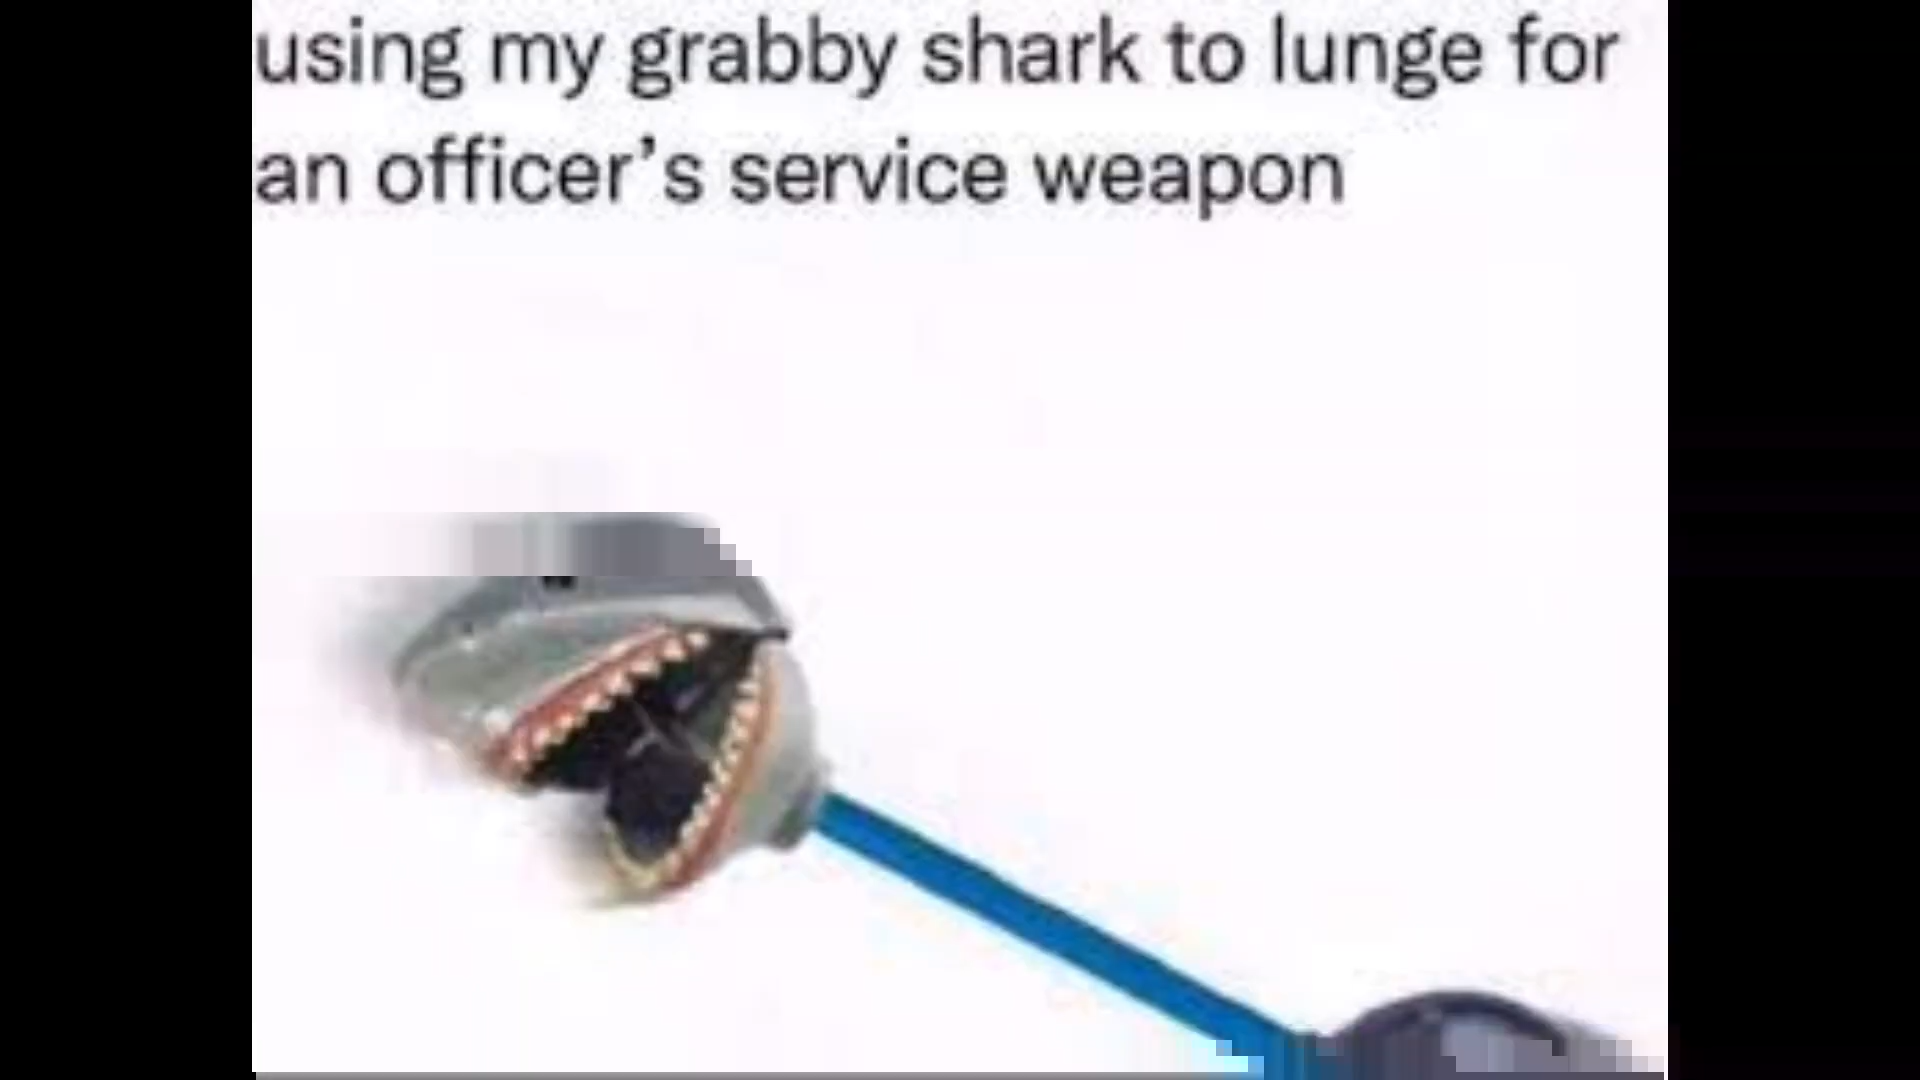 using my grabby shark to lunge for
an officer’s service weapon